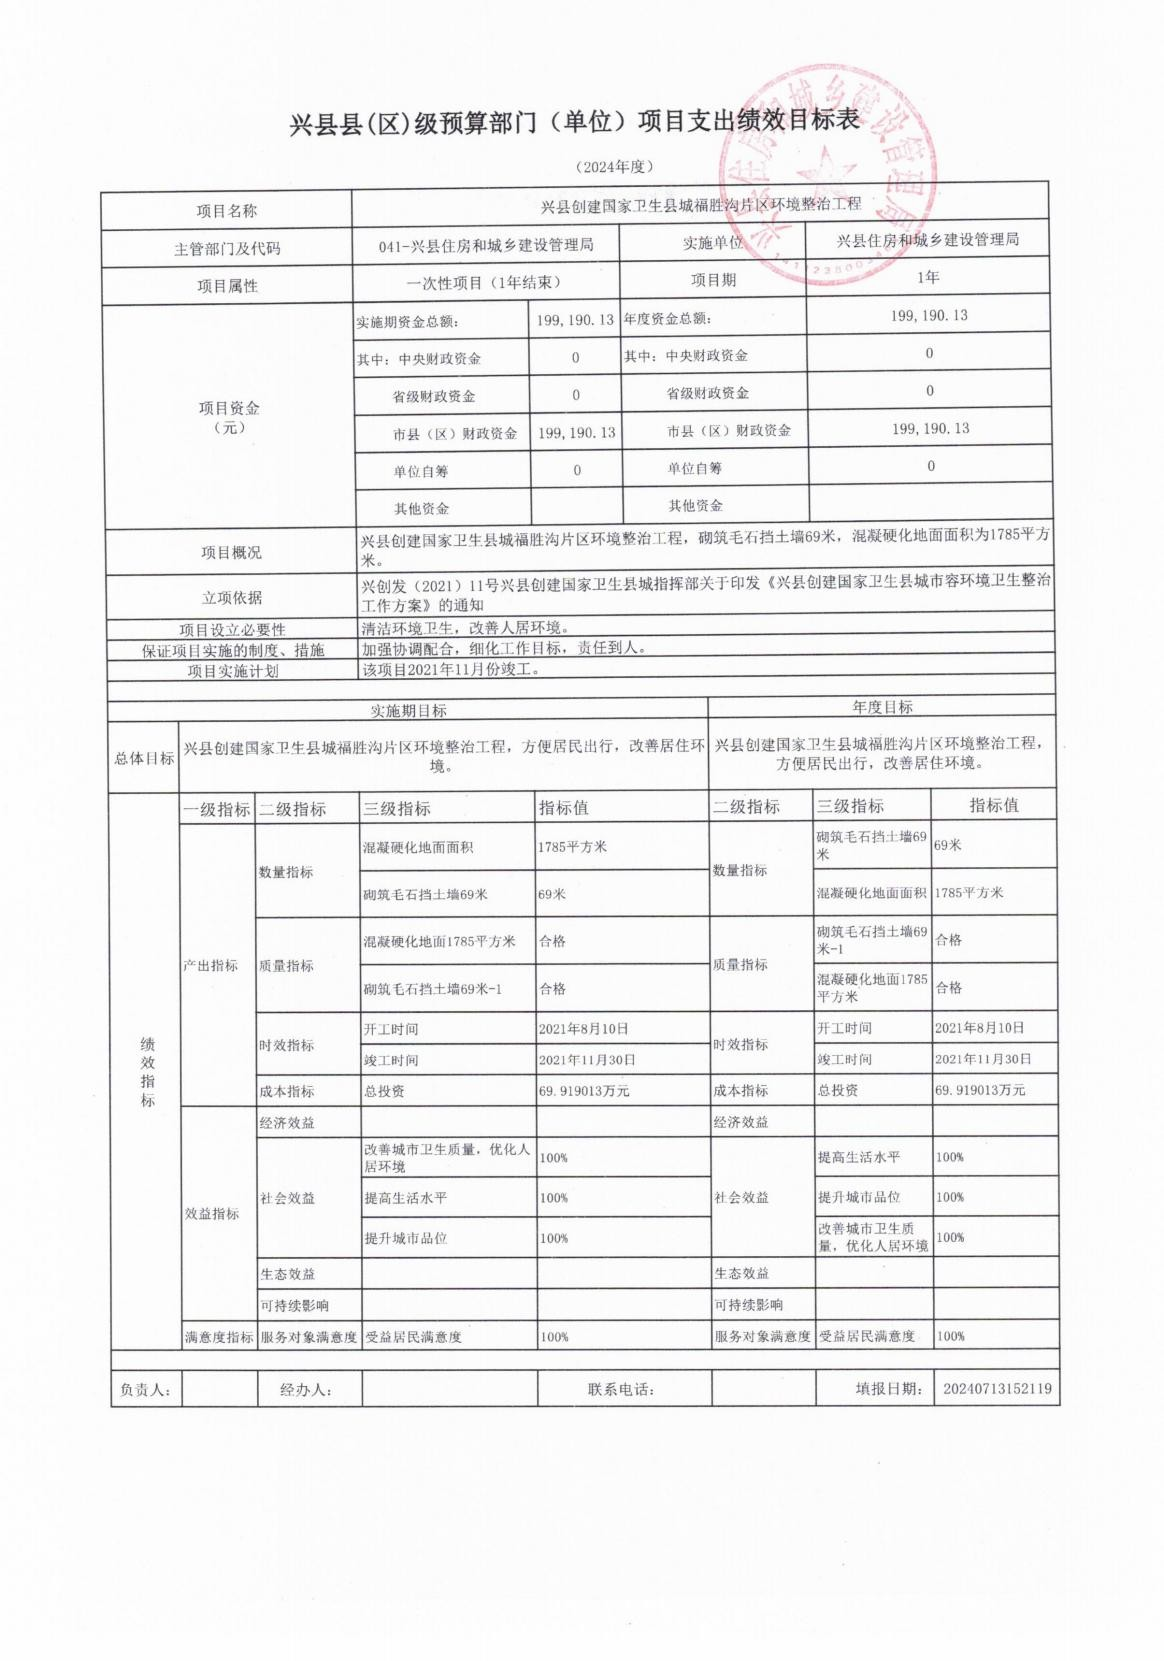 兴县县(区)级预算部门（单位）项目支出绩效目标表
（2024年度）
项目名称 兴县创建国家卫生县城福胜沟片区环境整治工程
主管部门及代码 041-兴县住房和城乡建设管理局 实施单位 兴县住房和城乡建设管理局
项目属性 一次性项目（1年结束） 项目期 1年
项目资金
（元）
实施期资金总额： 199,190.13 年度资金总额： 199,190.13
其中：中央财政资金 0 其中：中央财政资金 0
省级财政资金 0 省级财政资金 0
市县（区）财政资金 199,190.13 市县（区）财政资金 199,190.13
单位自筹 0 单位自筹 0
其他资金 其他资金
项目概况 兴县创建国家卫生县城福胜沟片区环境整治工程，砌筑毛石挡土墙69米，混凝硬化地面面积为1785平方
米。
立项依据 兴创发（2021）11号兴县创建国家卫生县城指挥部关于印发《兴县创建国家卫生县城市容环境卫生整治
工作方案》的通知
项目设立必要性 清洁环境卫生，改善人居环境。
保证项目实施的制度、措施 加强协调配合，细化工作目标，责任到人。
项目实施计划 该项目2021年11月份竣工。
实施期目标 年度目标
总体目标 兴县创建国家卫生县城福胜沟片区环境整治工程，方便居民出行，改善居住环
境。
兴县创建国家卫生县城福胜沟片区环境整治工程，
方便居民出行，改善居住环境。
绩效指标
一级指标 二级指标 三级指标 指标值 二级指标 三级指标 指标值
产出指标
数量指标 混凝硬化地面面积 1785平方米 数量指标 砌筑毛石挡土墙69
米 69米
砌筑毛石挡土墙69米 69米 混凝硬化地面面积 1785平方米
质量指标 混凝硬化地面1785平方米 合格 质量指标 砌筑毛石挡土墙69
米-1 合格
砌筑毛石挡土墙69米-1 合格 混凝硬化地面1785
平方米 合格
时效指标 开工时间 2021年8月10日 时效指标 开工时间 2021年8月10日
竣工时间 2021年11月30日 竣工时间 2021年11月30日
成本指标 总投资 69.919013万元 成本指标 总投资 69.919013万元
效益指标
经济效益 经济效益
社会效益 改善城市卫生质量，优化人
居环境 100% 社会效益 提高生活水平 100%
提高生活水平 100% 提升城市品位 100%
提升城市品位 100% 改善城市卫生质
量，优化人居环境 100%
生态效益 生态效益
可持续影响 可持续影响
满意度指标 服务对象满意度 受益居民满意度 100% 服务对象满意度 受益居民满意度 100%
负责人： 经办人： 联系电话： 填报日期： 20240713152119
兴县住房和城乡建设管理局